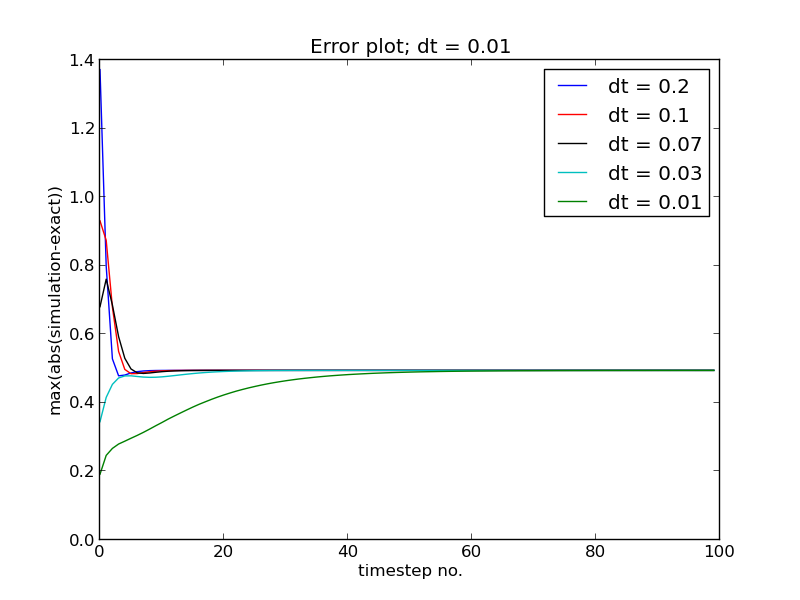 Error plot; dt = 0.01
1.4
1.2
1.0
0.8
0.6
0.4
0.2
0.0
max(abs(simulation-exact))
dt = 0.2
dt = 0.1
dt = 0.07
dt = 0.03
dt = 0.01
0 20 40 60 80 100
timestep no.